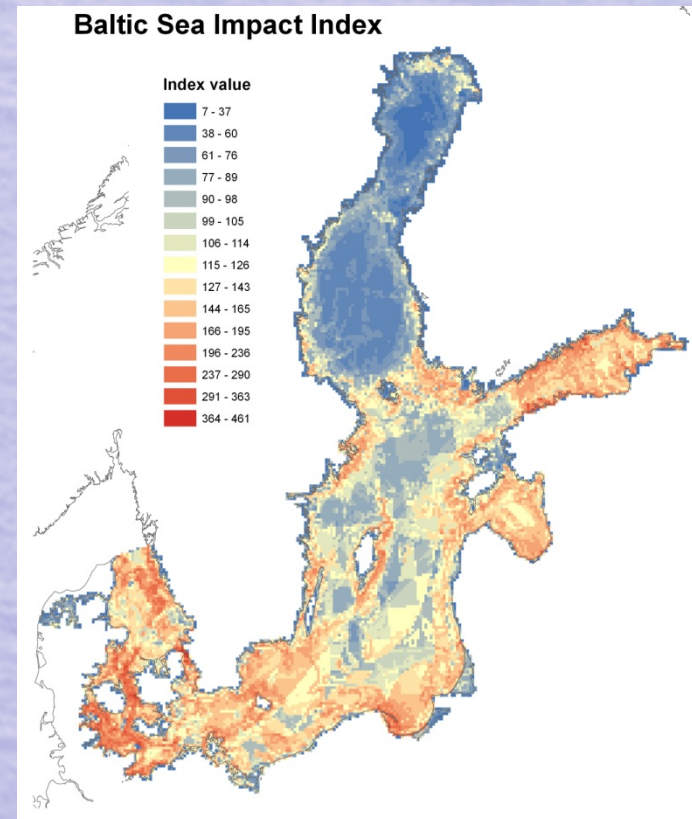 Baltic Sea Impact Index
Index value
7 - 37
38 - 60
61 - 76
77 - 89
90 - 98
99 - 105
106 - 114
115 - 126
127 - 143
144 - 165
166 - 195
196 - 236
237 - 290
291 - 363
364 - 461